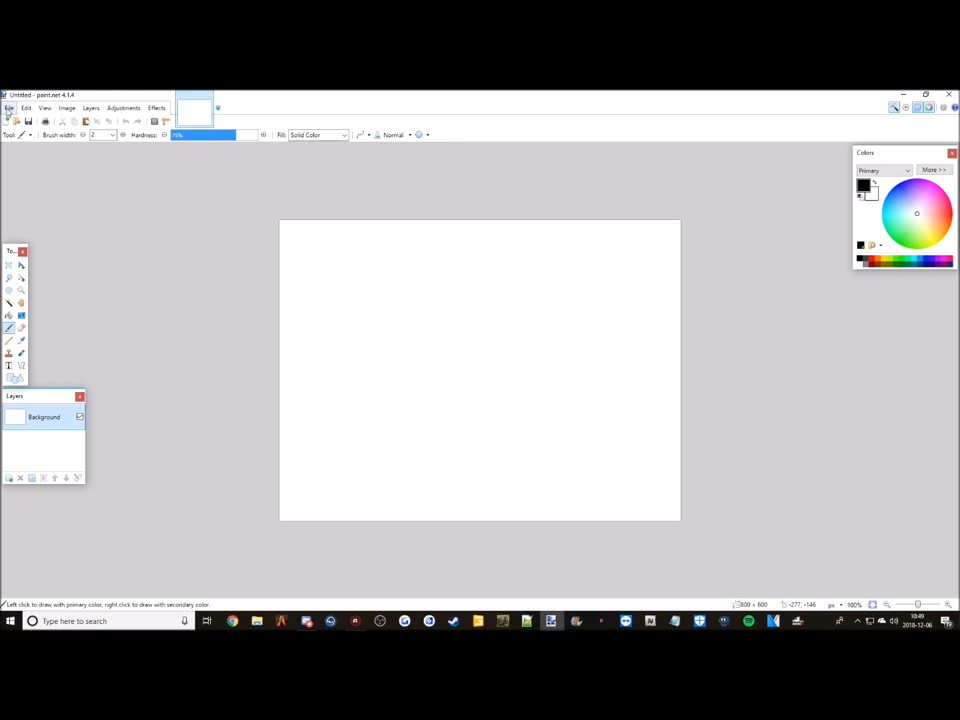 Untitled - paint.net 4.1.4
File Edit View Image Layers Adjustments Effects
Tool: Brush width: 2 Hardness: 75% Fill: Solid Color Normal
Colors
Primary More >>
To...
Layers
Background
Left click to draw with primary color, right click to draw with secondary color.
800 × 600 -277, -146 px 100%
Type here to search
10:49
2018-12-06